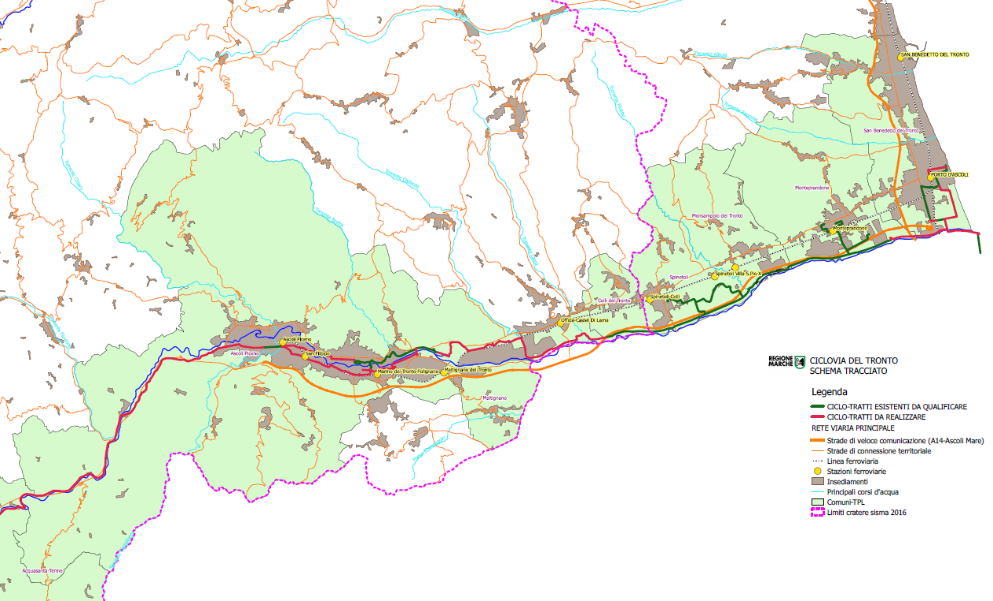 SAN BENEDETTO DEL TRONTO
San Benedetto del Tronto
PORTO D'ASCOLI
Monteprandone
Monsampolo del Tronto
Monteprandone
Spinetoli
Spinetoli Villa S.Pio X
Colli del Tronto
Spinetoli-Colli
Offida-Castel Di Lama
Ascoli Piceno
Ascoli Piceno
San Filippo
Marino del Tronto-Folignano
Maltignano del Tronto
Maltignano
Acquasanta Terme
REGIONE
MARCHE
CICLOVIA DEL TRONTO
SCHEMA TRACCIATO
Legenda
CICLO-TRATTI ESISTENTI DA QUALIFICARE
CICLO-TRATTI DA REALIZZARE
RETE VIARIA PRINCIPALE
Strade di veloce comunicazione (A14-Ascoli Mare)
Strade di connessione territoriale
Linea ferroviaria
Stazioni ferroviarie
Insediamenti
Principali corsi d'acqua
Comuni-TPL
Limiti cratere sisma 2016